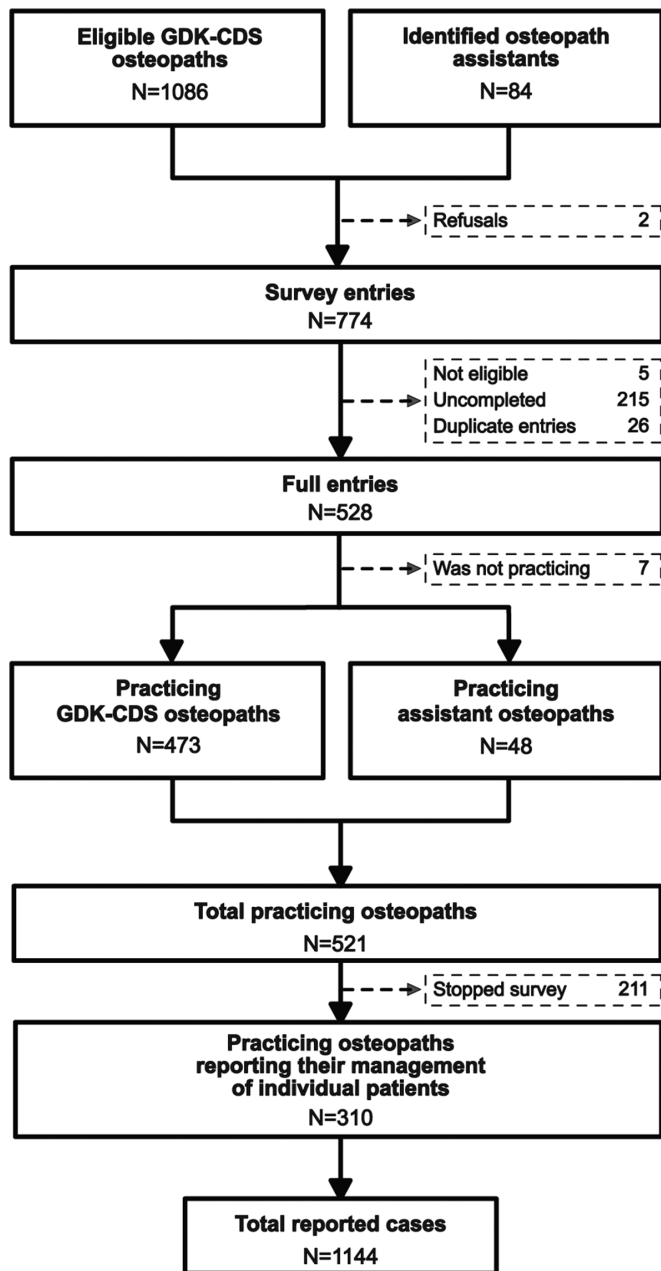 Eligible GDK-CDS
osteopaths
N=1086
Identified osteopath
assistants
N=84
Refusals 2
Survey entries
N=774
Not eligible 5
Uncompleted 215
Duplicate entries 26
Full entries
N=528
Was not practicing 7
Practicing
GDK-CDS osteopaths
N=473
Practicing
assistant osteopaths
N=48
Total practicing osteopaths
N=521
Stopped survey 211
Practicing osteopaths
reporting their management
of individual patients
N=310
Total reported cases
N=1144